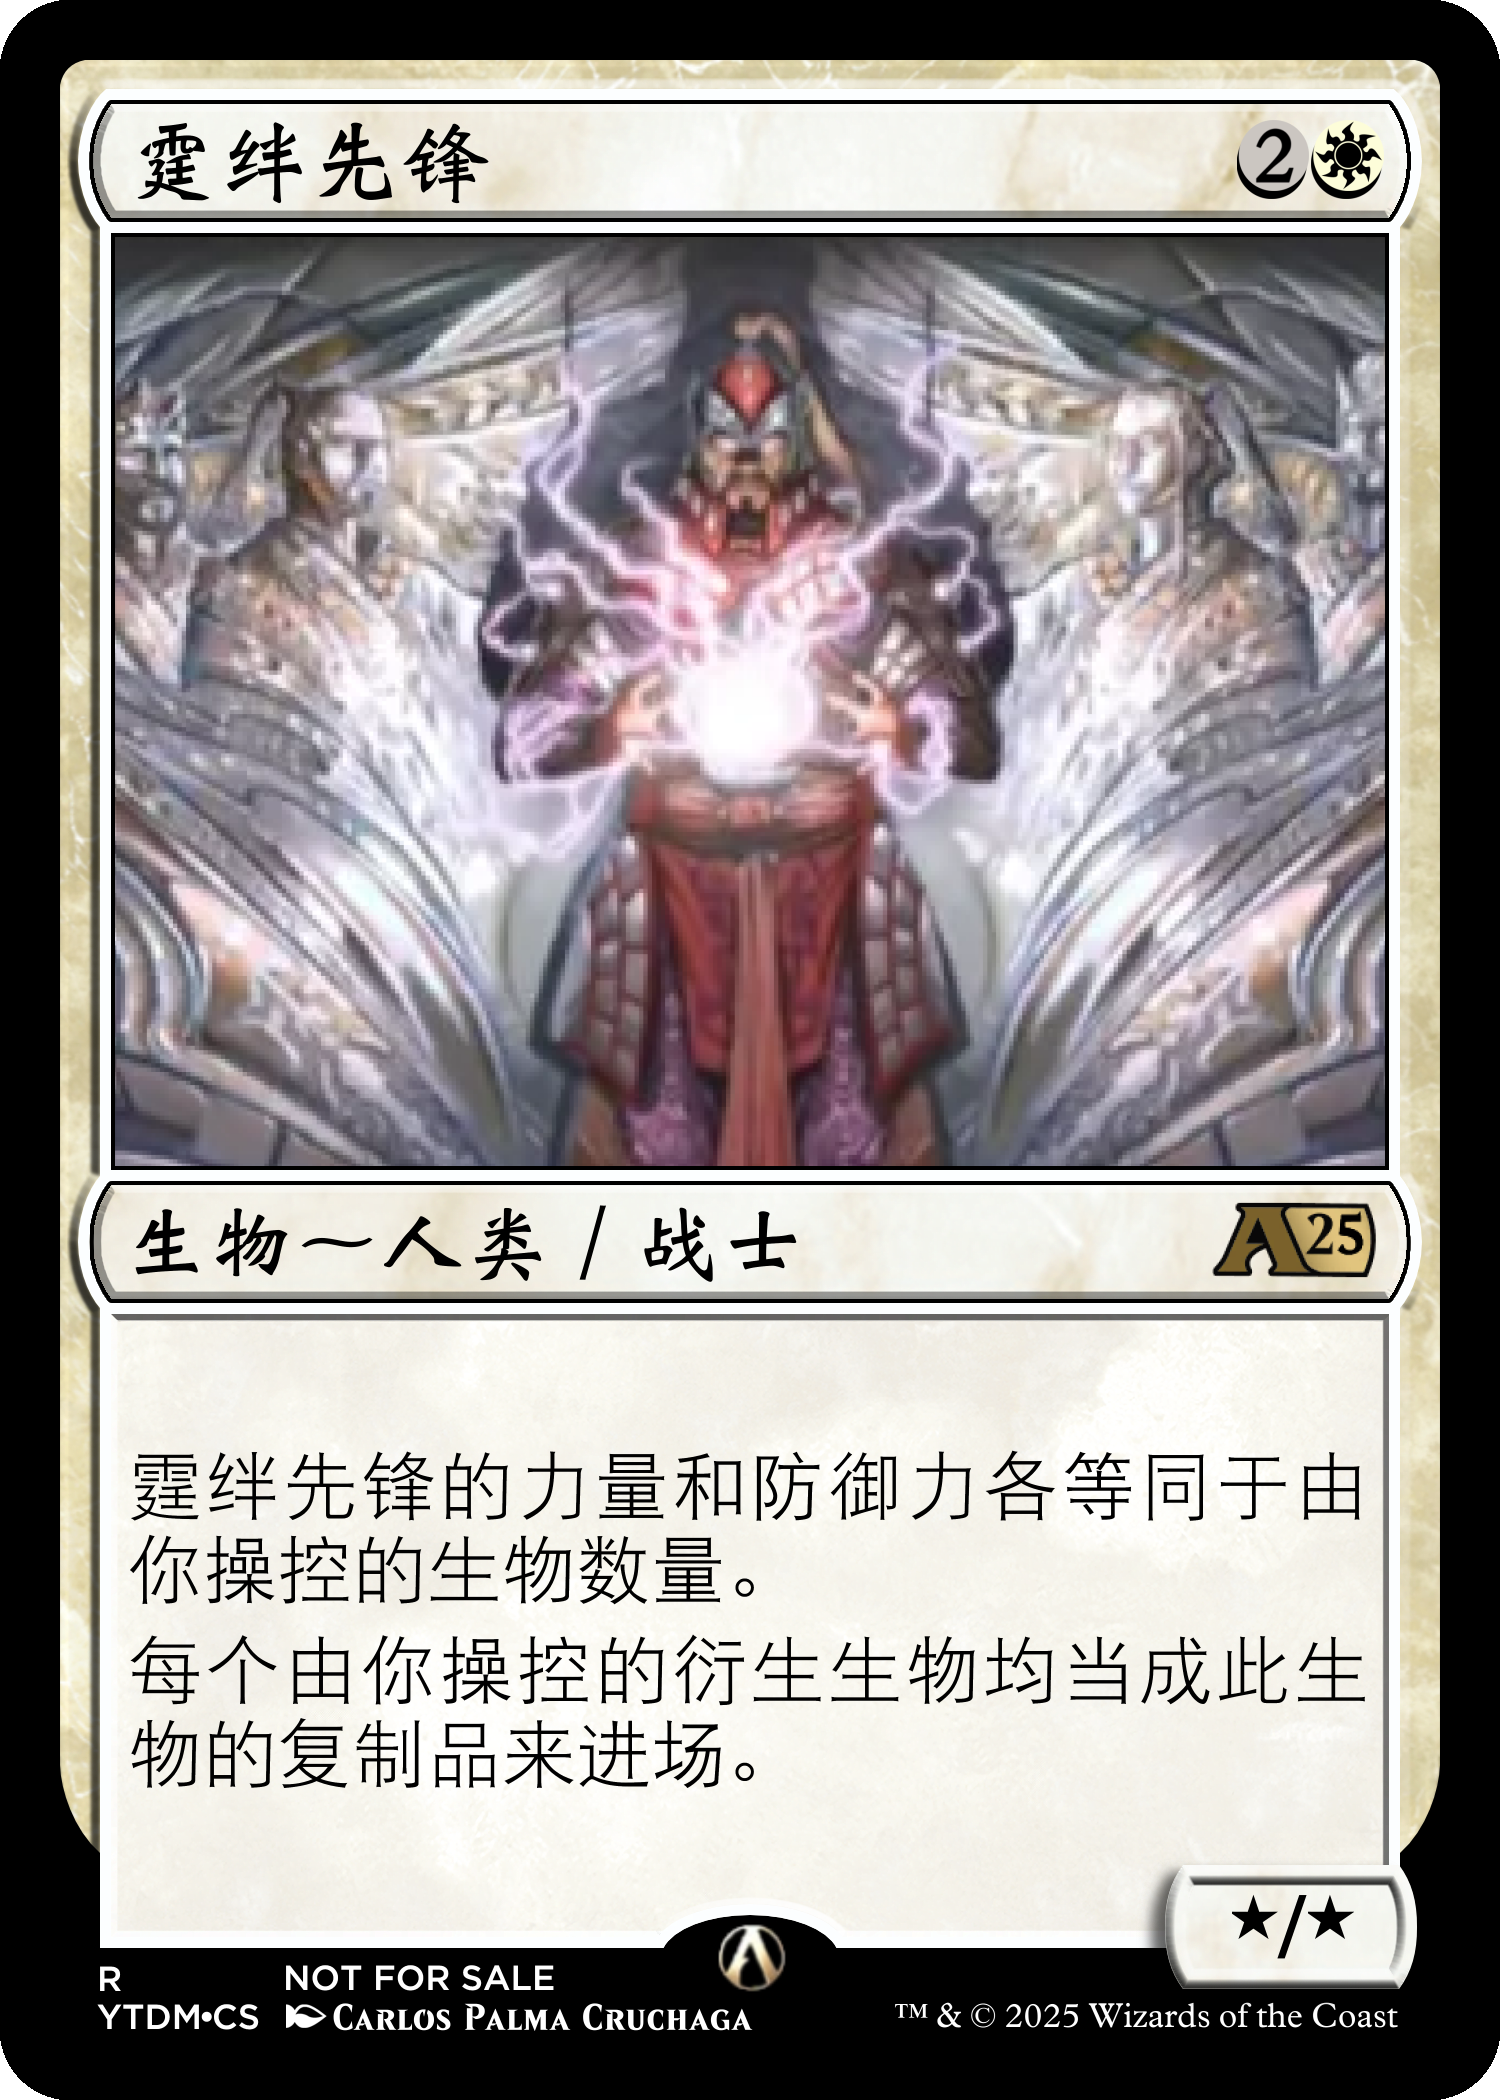 霆绊先锋
2
生物～人类／战士
A25
霆绊先锋的力量和防御力各等同于由
你操控的生物数量。
每个由你操控的衍生生物均当成此生
物的复制品来进场。
★/★
R
NOT FOR SALE
YTDM•CS
CARLOS PALMA CRUCHAGA
™ & © 2025 Wizards of the Coast